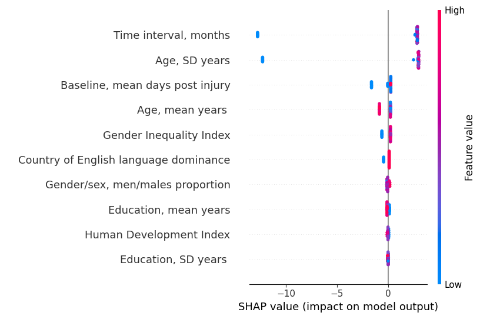 High
Time interval, months
Age, SD years
Baseline, mean days post injury
Age, mean years
Gender Inequality Index
Country of English language dominance
Gender/sex, men/males proportion
Education, mean years
Human Development Index
Education, SD years
Feature value
Low
−10 −5 0
SHAP value (impact on model output)